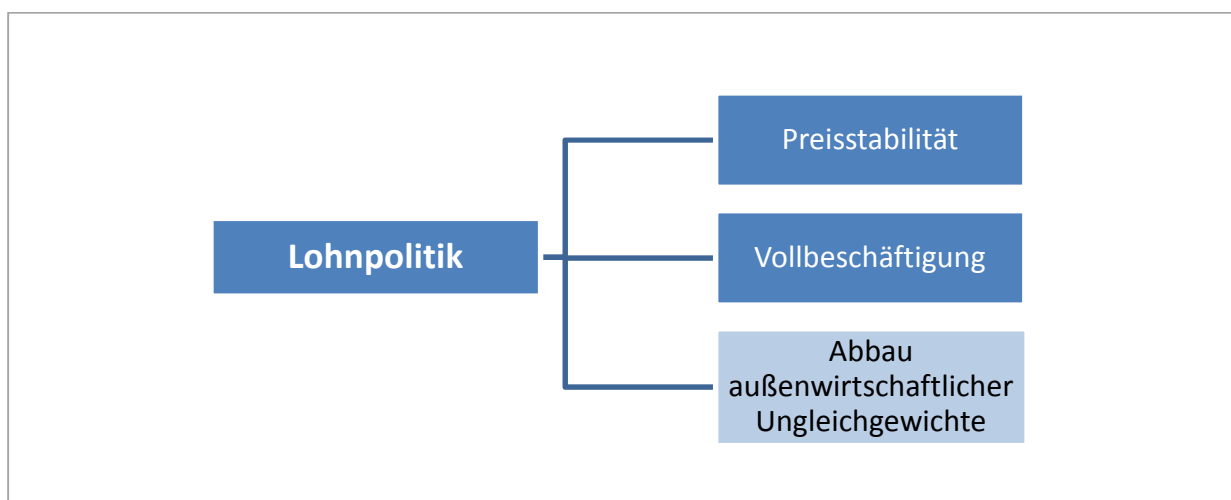 Preisstabilität
Lohnpolitik
Vollbeschäftigung
Abbau
außenwirtschaftlicher
Ungleichgewichte